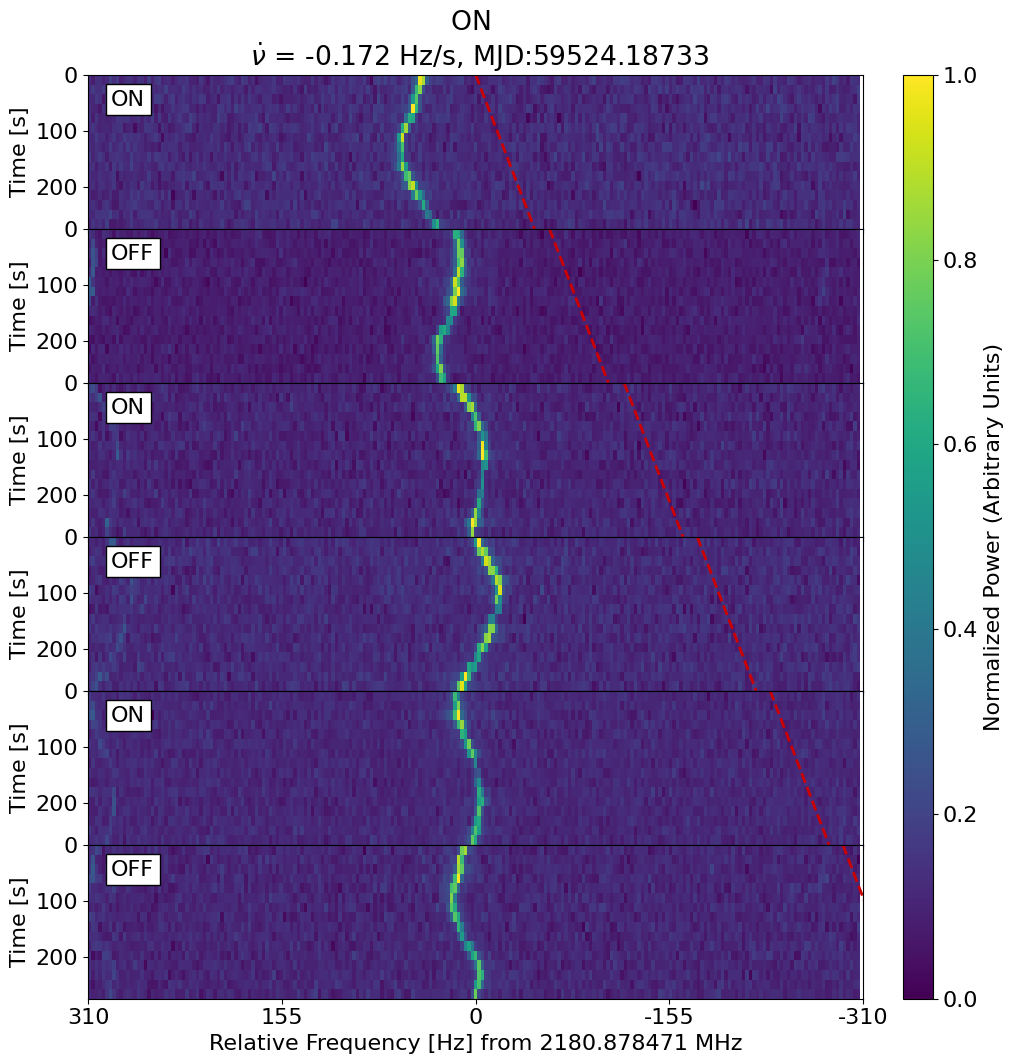 ON
ν̇ = -0.172 Hz/s, MJD:59524.18733
0
ON
100
200
Time [s]
0
OFF
100
200
Time [s]
0
ON
100
200
Time [s]
0
OFF
100
200
Time [s]
0
ON
100
200
Time [s]
0
OFF
100
200
Time [s]
310 155 0 -155 -310
Relative Frequency [Hz] from 2180.878471 MHz
1.0
0.8
0.6
0.4
0.2
0.0
Normalized Power (Arbitrary Units)